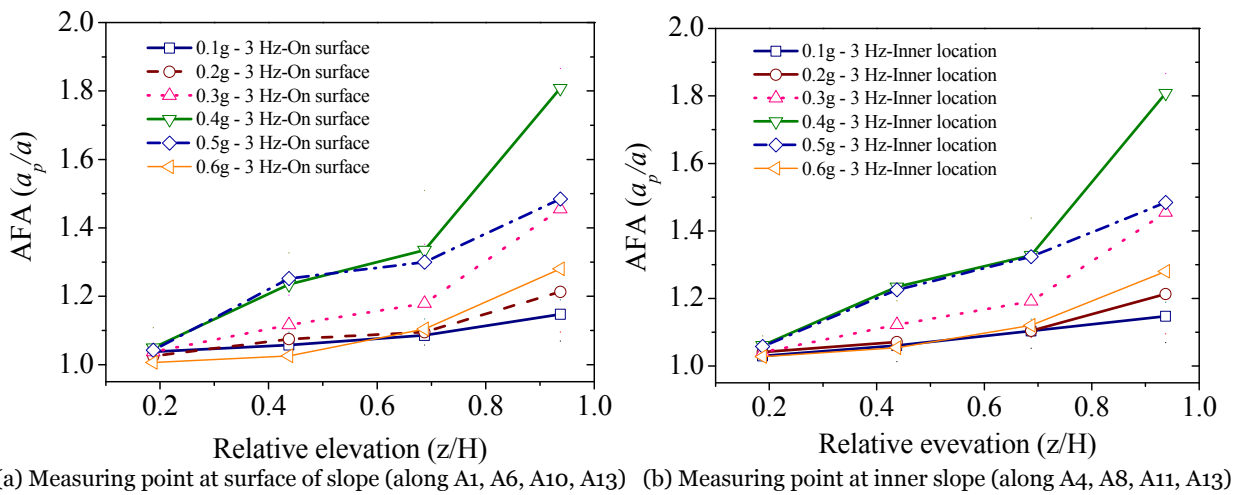 2.0
1.8
1.6
1.4
1.2
1.0
AFA (a_p/a)
0.1g - 3 Hz-On surface
0.2g - 3 Hz-On surface
0.3g - 3 Hz-On surface
0.4g - 3 Hz-On surface
0.5g - 3 Hz-On surface
0.6g - 3 Hz-On surface
0.2 0.4 0.6 0.8 1.0
Relative elevation (z/H)
(a) Measuring point at surface of slope (along A1, A6, A10, A13)
2.0
1.8
1.6
1.4
1.2
1.0
AFA (a_p/a)
0.1g - 3 Hz-Inner location
0.2g - 3 Hz-Inner location
0.3g - 3 Hz-Inner location
0.4g - 3 Hz-Inner location
0.5g - 3 Hz-Inner location
0.6g - 3 Hz-Inner location
0.2 0.4 0.6 0.8 1.0
Relative evevation (z/H)
(b) Measuring point at inner slope (along A4, A8, A11, A13)